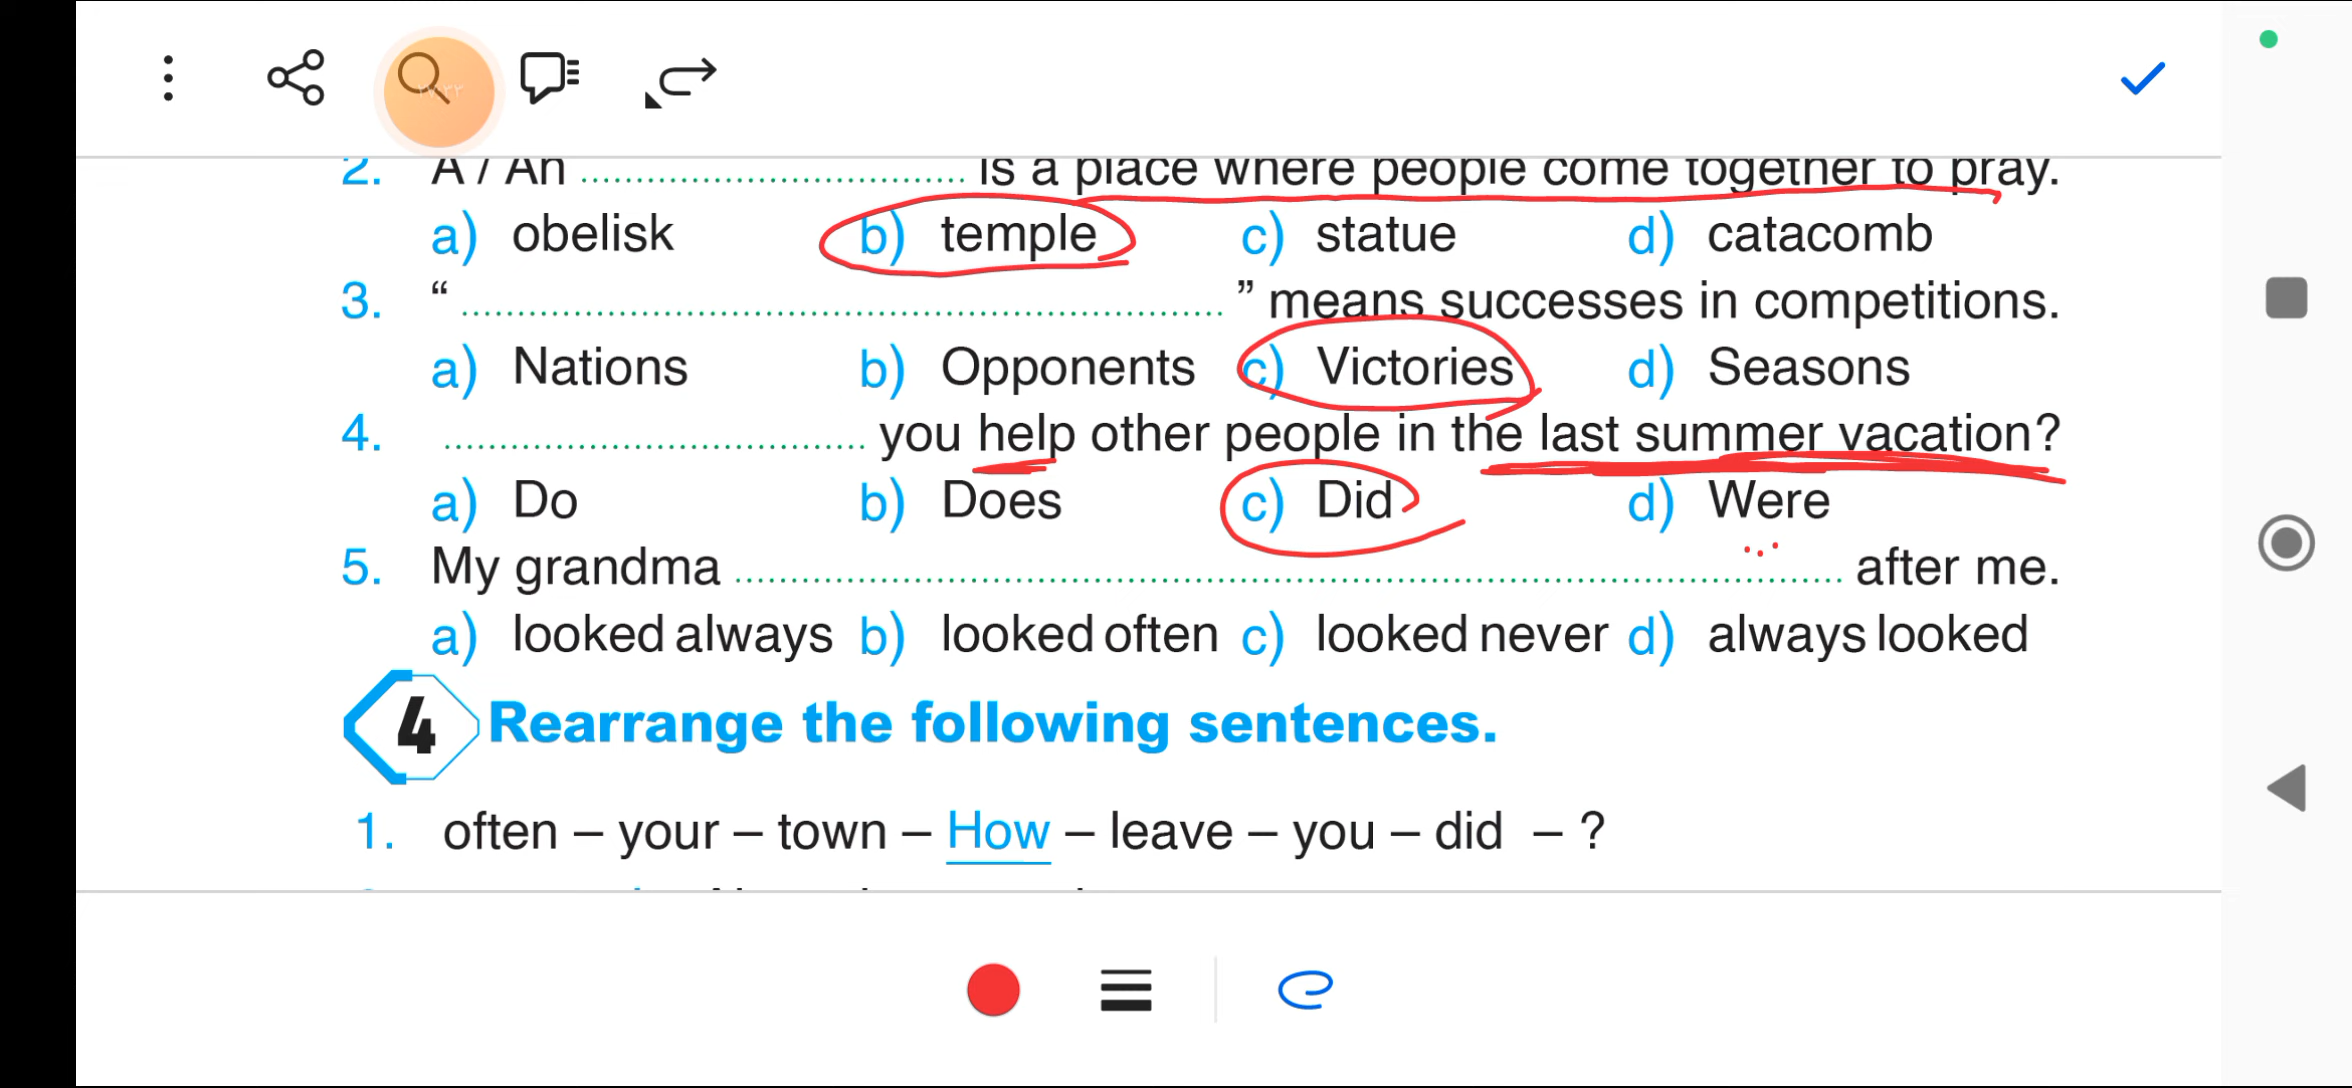 2. A / An ........................ is a place where people come together to pray.
a) obelisk b) temple c) statue d) catacomb
3. “ ........................ ” means successes in competitions.
a) Nations b) Opponents c) Victories d) Seasons
4. ........................ you help other people in the last summer vacation?
a) Do b) Does c) Did d) Were
5. My grandma ........................ after me.
a) looked always b) looked often c) looked never d) always looked
4 Rearrange the following sentences.
1. often – your – town – How – leave – you – did – ?